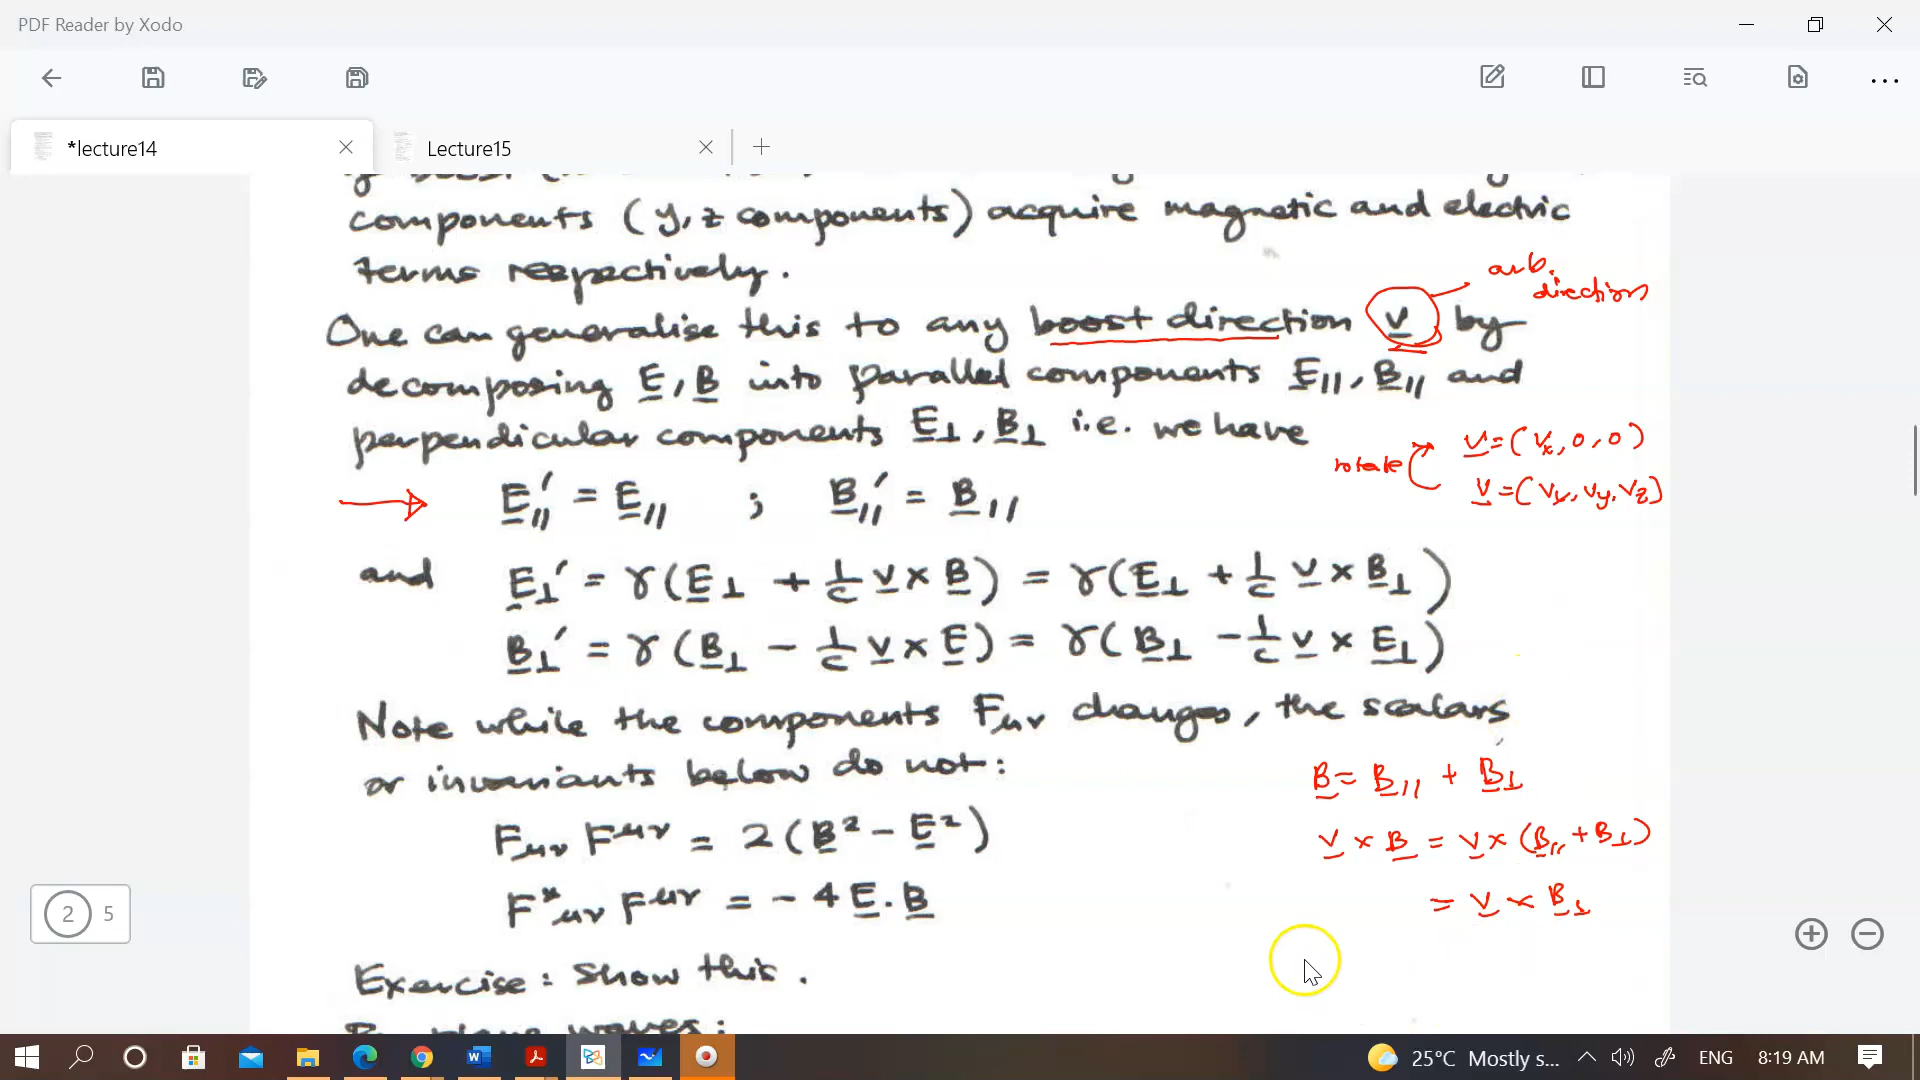 PDF Reader by Xodo
*lecture14
Lecture15
components (y, z components) acquire magnetic and electric
terms respectively.
arb.
direction
One can generalise this to any boost direction v by
decomposing E, B into parallel components E//, B// and
perpendicular components E⊥, B⊥ i.e. we have
v = (vx, 0, 0)
rotate
v = (vx, vy, vz)
E//' = E// ; B//' = B//
and E⊥' = γ(E⊥ + 1/c v × B) = γ(E⊥ + 1/c v × B⊥)
B⊥' = γ(B⊥ - 1/c v × E) = γ(B⊥ - 1/c v × E⊥)
Note while the components Fμν changes, the scalars
or invariants below do not:
B = B// + B⊥
Fμν F^μν = 2(B² - E²)
v × B = v × (B// + B⊥)
F*μν F^μν = -4 E.B
= v × B⊥
2 5
Exercise: Show this.
25°C Mostly s...
ENG
8:19 AM